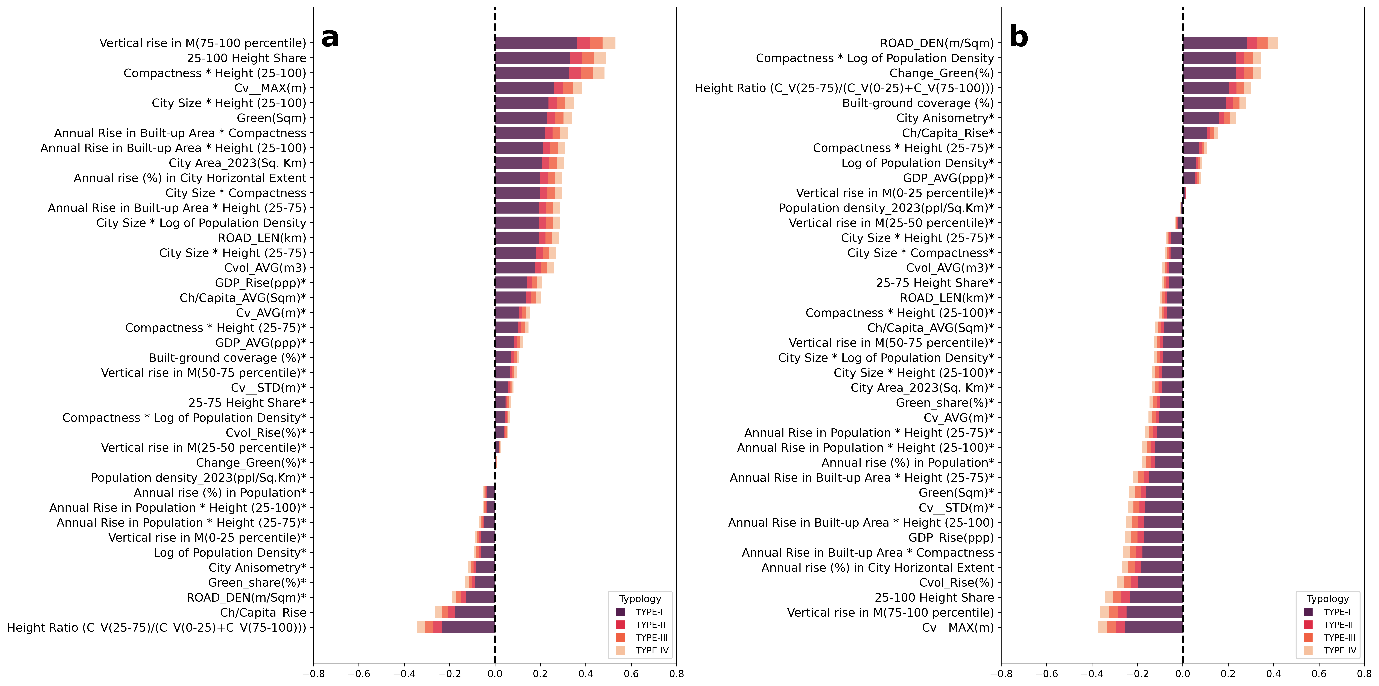 a
Vertical rise in M(75-100 percentile)
25-100 Height Share
Compactness * Height (25-100)
Cv__MAX(m)
City Size * Height (25-100)
Green(Sqm)
Annual Rise in Built-up Area * Compactness
Annual Rise in Built-up Area * Height (25-100)
City Area_2023(Sq. Km)
Annual rise (%) in City Horizontal Extent
City Size * Compactness
Annual Rise in Built-up Area * Height (25-75)
City Size * Log of Population Density
ROAD_LEN(km)
City Size * Height (25-75)
Cvol_AVG(m3)
GDP_Rise(ppp)*
Ch/Capita_AVG(Sqm)*
Cv_AVG(m)*
Compactness * Height (25-75)*
GDP_AVG(ppp)*
Built-ground coverage (%)*
Vertical rise in M(50-75 percentile)*
Cv__STD(m)*
25-75 Height Share*
Compactness * Log of Population Density*
Cvol_Rise(%)*
Vertical rise in M(25-50 percentile)*
Change_Green(%)*
Population density_2023(ppl/Sq.Km)*
Annual rise (%) in Population*
Annual Rise in Population * Height (25-100)*
Annual Rise in Population * Height (25-75)*
Vertical rise in M(0-25 percentile)*
Log of Population Density*
City Anisometry*
Green_share(%)*
ROAD_DEN(m/Sqm)*
Ch/Capita_Rise
Height Ratio (C_V(25-75)/(C_V(0-25)+C_V(75-100)))
−0.8 −0.6 −0.4 −0.2 0.0 0.2 0.4 0.6 0.8
Typology
TYPE-I
TYPE-II
TYPE-III
TYPE-IV
b
ROAD_DEN(m/Sqm)
Compactness * Log of Population Density
Change_Green(%)
Height Ratio (C_V(25-75)/(C_V(0-25)+C_V(75-100)))
Built-ground coverage (%)
City Anisometry*
Ch/Capita_Rise*
Compactness * Height (25-75)*
Log of Population Density*
GDP_AVG(ppp)*
Vertical rise in M(0-25 percentile)*
Population density_2023(ppl/Sq.Km)*
Vertical rise in M(25-50 percentile)*
City Size * Height (25-75)*
City Size * Compactness*
Cvol_AVG(m3)*
25-75 Height Share*
ROAD_LEN(km)*
Compactness * Height (25-100)*
Ch/Capita_AVG(Sqm)*
Vertical rise in M(50-75 percentile)*
City Size * Log of Population Density*
City Size * Height (25-100)*
City Area_2023(Sq. Km)*
Green_share(%)*
Cv_AVG(m)*
Annual Rise in Population * Height (25-75)*
Annual Rise in Population * Height (25-100)*
Annual rise (%) in Population*
Annual Rise in Built-up Area * Height (25-75)*
Green(Sqm)*
Cv__STD(m)*
Annual Rise in Built-up Area * Height (25-100)
GDP_Rise(ppp)
Annual Rise in Built-up Area * Compactness
Annual rise (%) in City Horizontal Extent
Cvol_Rise(%)
25-100 Height Share
Vertical rise in M(75-100 percentile)
Cv__MAX(m)
−0.8 −0.6 −0.4 −0.2 0.0 0.2 0.4 0.6 0.8
Typology
TYPE-I
TYPE-II
TYPE-III
TYPE-IV